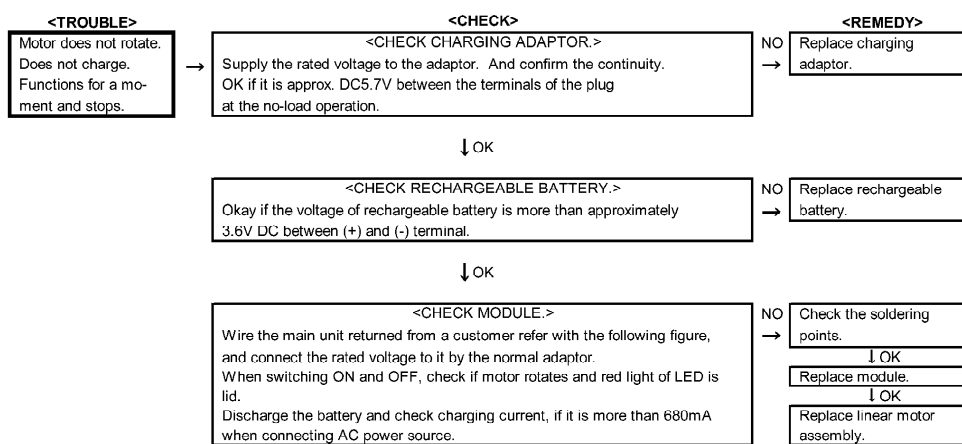 <TROUBLE>
<CHECK>
<REMEDY>
Motor does not rotate.
Does not charge.
Functions for a mo-
ment and stops.
→
<CHECK CHARGING ADAPTOR.>
Supply the rated voltage to the adaptor. And confirm the continuity.
OK if it is approx. DC5.7V between the terminals of the plug
at the no-load operation.
NO
→
Replace charging
adaptor.
↓ OK
<CHECK RECHARGEABLE BATTERY.>
Okay if the voltage of rechargeable battery is more than approximately
3.6V DC between (+) and (-) terminal.
NO
→
Replace rechargeable
battery.
↓ OK
<CHECK MODULE.>
Wire the main unit returned from a customer refer with the following figure,
and connect the rated voltage to it by the normal adaptor.
When switching ON and OFF, check if motor rotates and red light of LED is
lid.
Discharge the battery and check charging current, if it is more than 680mA
when connecting AC power source.
NO
→
Check the soldering
points.
↓ OK
Replace module.
↓ OK
Replace linear motor
assembly.